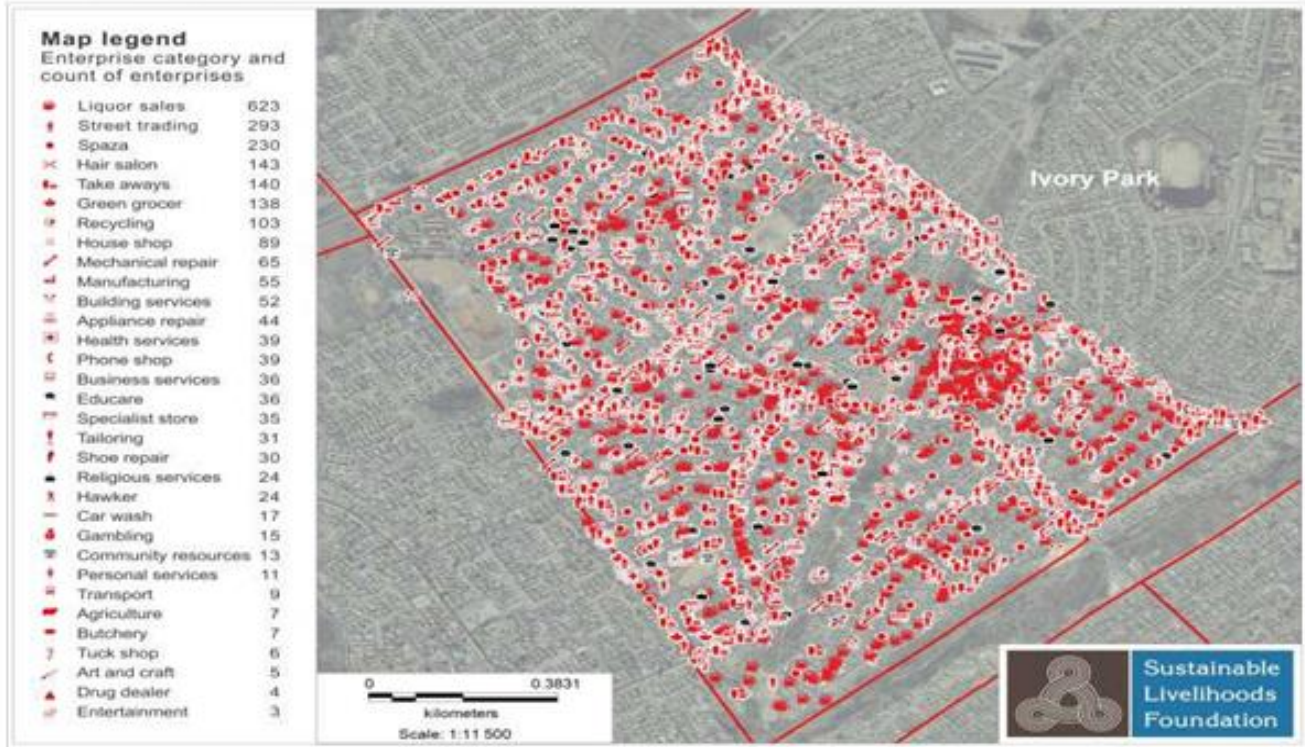 Map legend
Enterprise category and
count of enterprises
Liquor sales 623
Street trading 293
Spaza 230
Hair salon 143
Take aways 140
Green grocer 138
Recycling 103
House shop 89
Mechanical repair 65
Manufacturing 55
Building services 52
Appliance repair 44
Health services 39
Phone shop 39
Business services 36
Educare 36
Specialist store 35
Tailoring 31
Shoe repair 30
Religious services 24
Hawker 24
Car wash 17
Gambling 15
Community resources 13
Personal services 11
Transport 9
Agriculture 7
Butchery 7
Tuck shop 6
Art and craft 5
Drug dealer 4
Entertainment 3
Ivory Park
0 0.3831
kilometers
Scale: 1:11 500
Sustainable
Livelihoods
Foundation